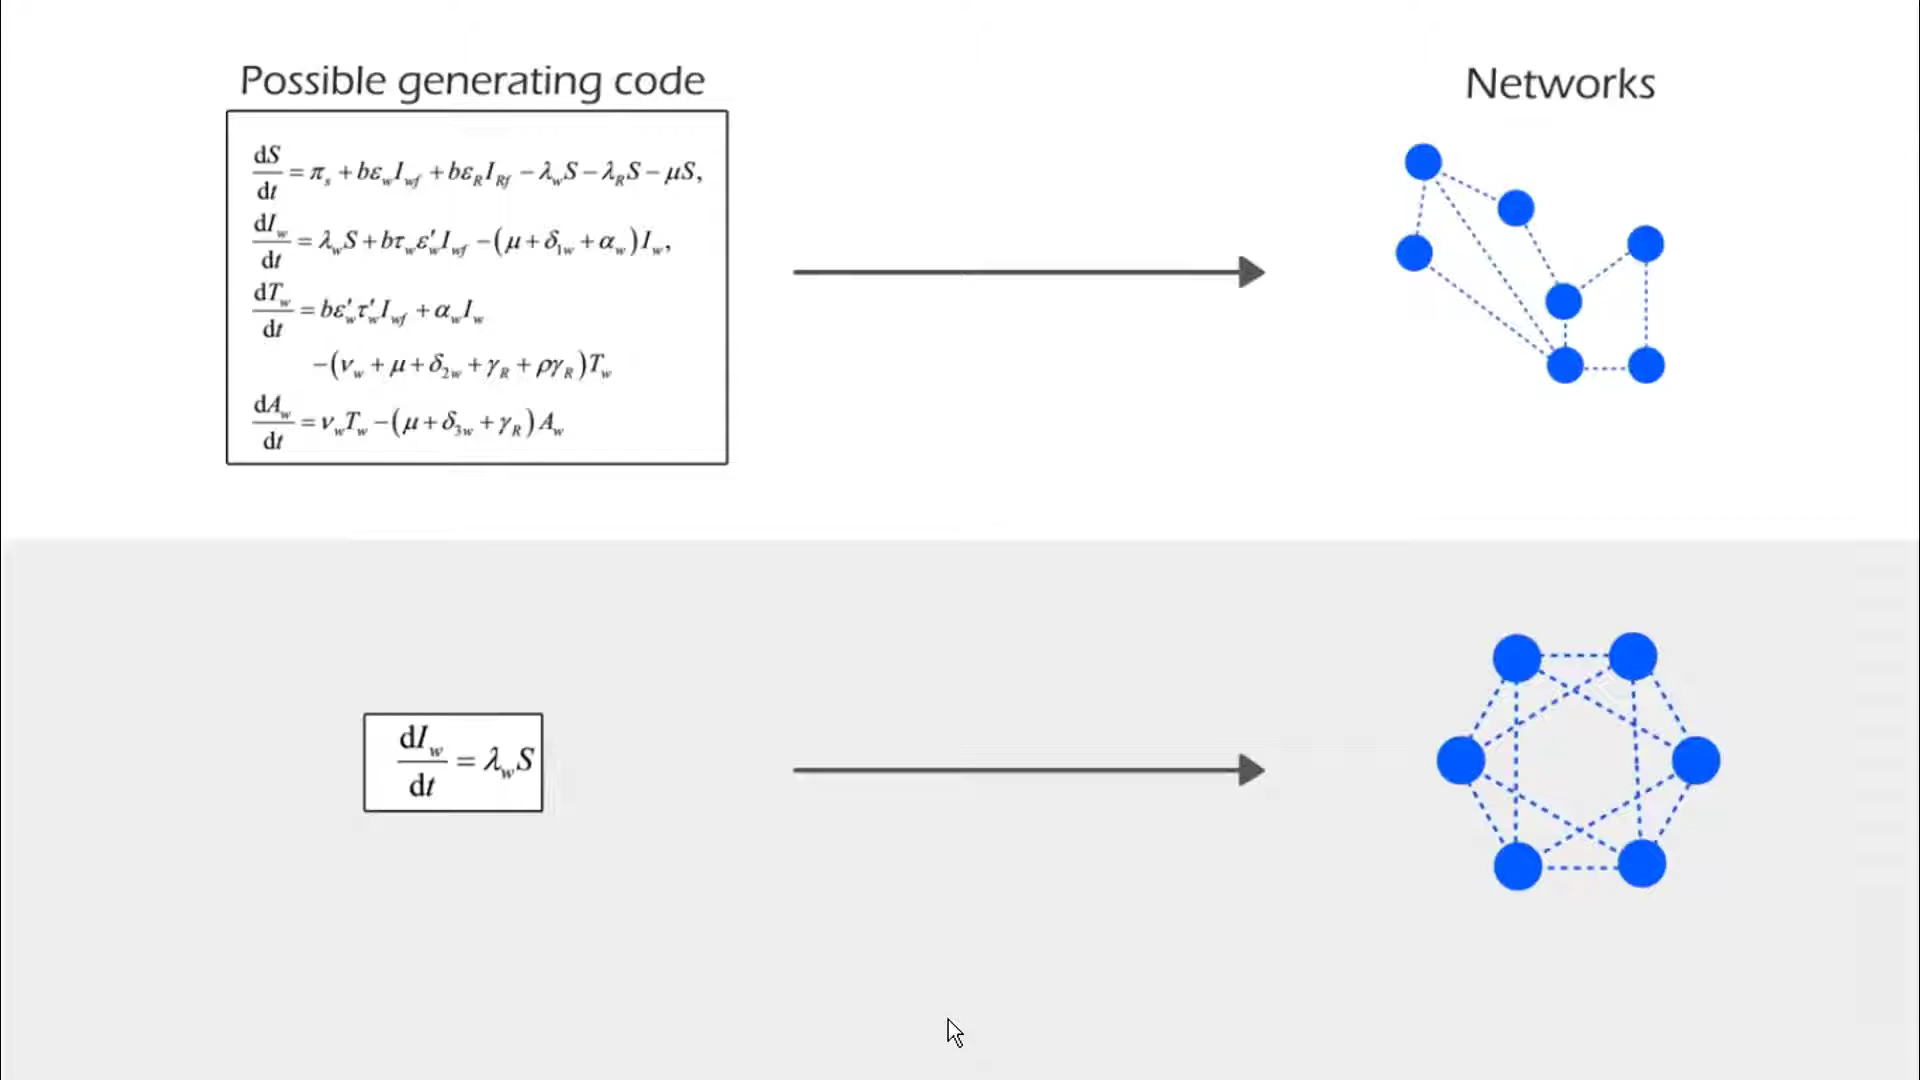 Possible generating code
Networks
dS/dt = π_s + bε_w I_wf + bε_R I_Rf − λ_w S − λ_R S − μS,
dI_w/dt = λ_w S + bτ_w ε′_w I_wf − (μ + δ_1w + α_w) I_w,
dT_w/dt = bε′_w τ′_w I_wf + α_w I_w
−(ν_w + μ + δ_2w + γ_R + ργ_R) T_w
dA_w/dt = ν_w T_w − (μ + δ_3w + γ_R) A_w
dI_w/dt = λ_w S